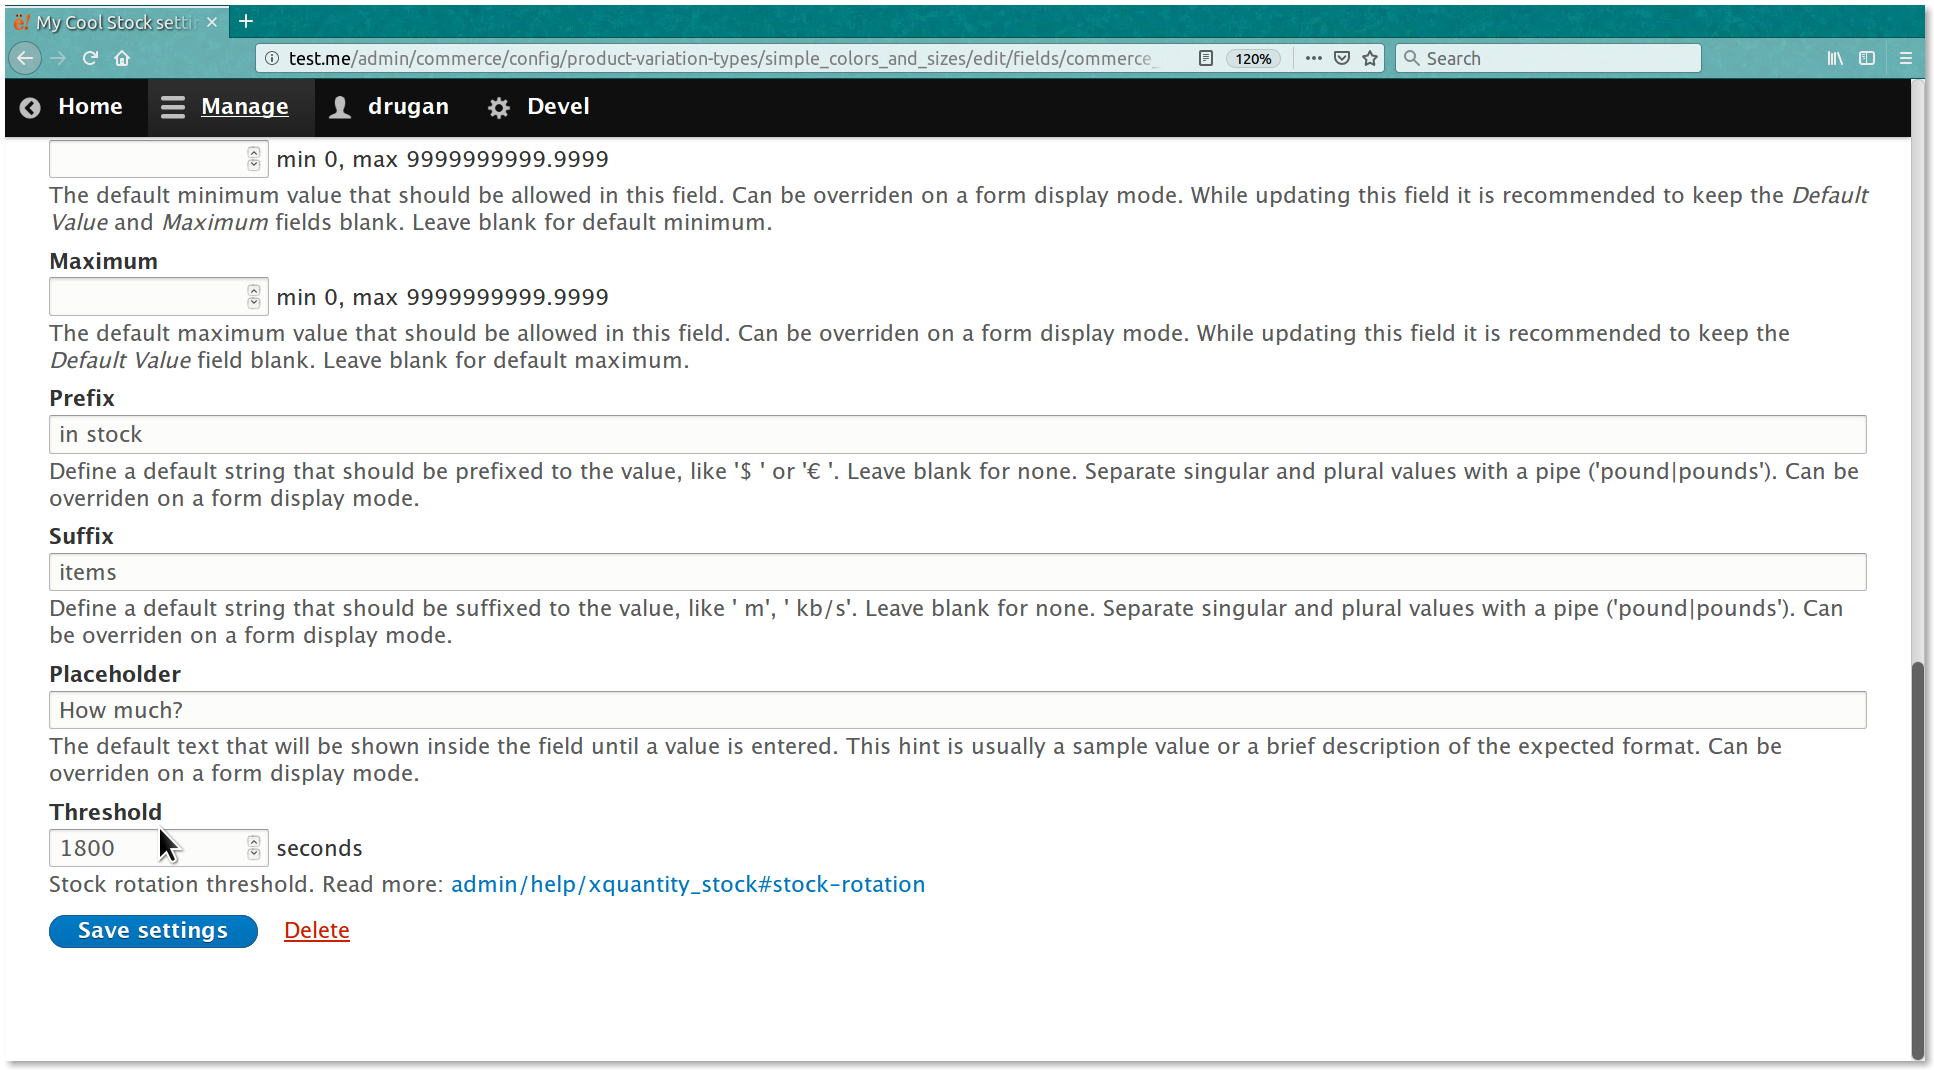 My Cool Stock setti
test.me/admin/commerce/config/product-variation-types/simple_colors_and_sizes/edit/fields/commerce_
120%
Search
Home
Manage
drugan
Devel
min 0, max 9999999999.9999
The default minimum value that should be allowed in this field. Can be overriden on a form display mode. While updating this field it is recommended to keep the Default
Value and Maximum fields blank. Leave blank for default minimum.
Maximum
min 0, max 9999999999.9999
The default maximum value that should be allowed in this field. Can be overriden on a form display mode. While updating this field it is recommended to keep the
Default Value field blank. Leave blank for default maximum.
Prefix
in stock
Define a default string that should be prefixed to the value, like '$ ' or '€ '. Leave blank for none. Separate singular and plural values with a pipe ('pound|pounds'). Can be
overriden on a form display mode.
Suffix
items
Define a default string that should be suffixed to the value, like ' m', ' kb/s'. Leave blank for none. Separate singular and plural values with a pipe ('pound|pounds'). Can
be overriden on a form display mode.
Placeholder
How much?
The default text that will be shown inside the field until a value is entered. This hint is usually a sample value or a brief description of the expected format. Can be
overriden on a form display mode.
Threshold
1800 seconds
Stock rotation threshold. Read more: admin/help/xquantity_stock#stock-rotation
Save settings Delete